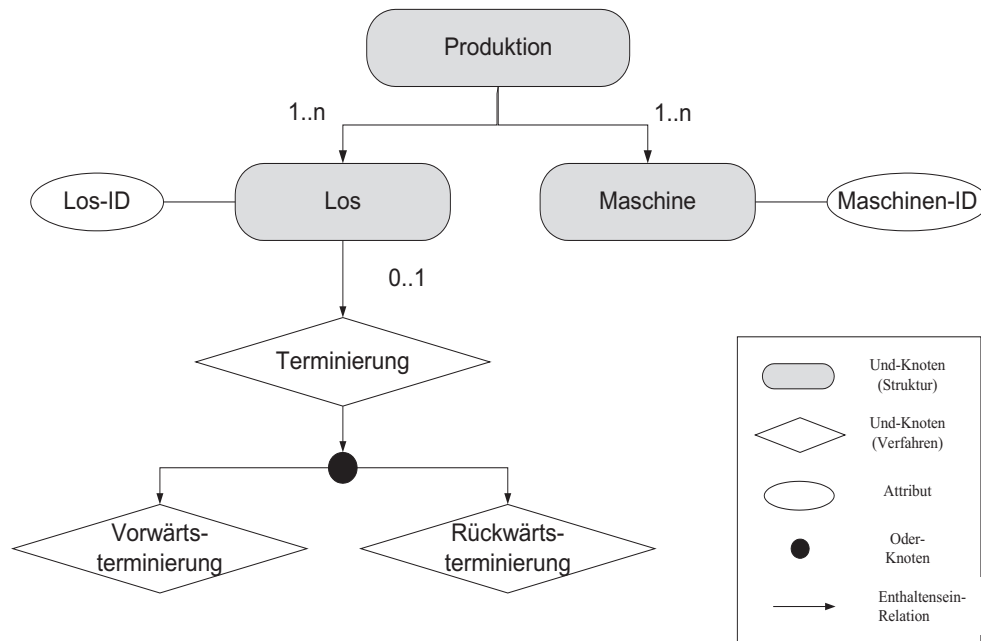 Produktion
1..n
1..n
Los-ID
Los
Maschine
Maschinen-ID
0..1
Terminierung
Vorwärts-
terminierung
Rückwärts-
terminierung
Und-Knoten
(Struktur)
Und-Knoten
(Verfahren)
Attribut
Oder-
Knoten
Enthaltensein-
Relation